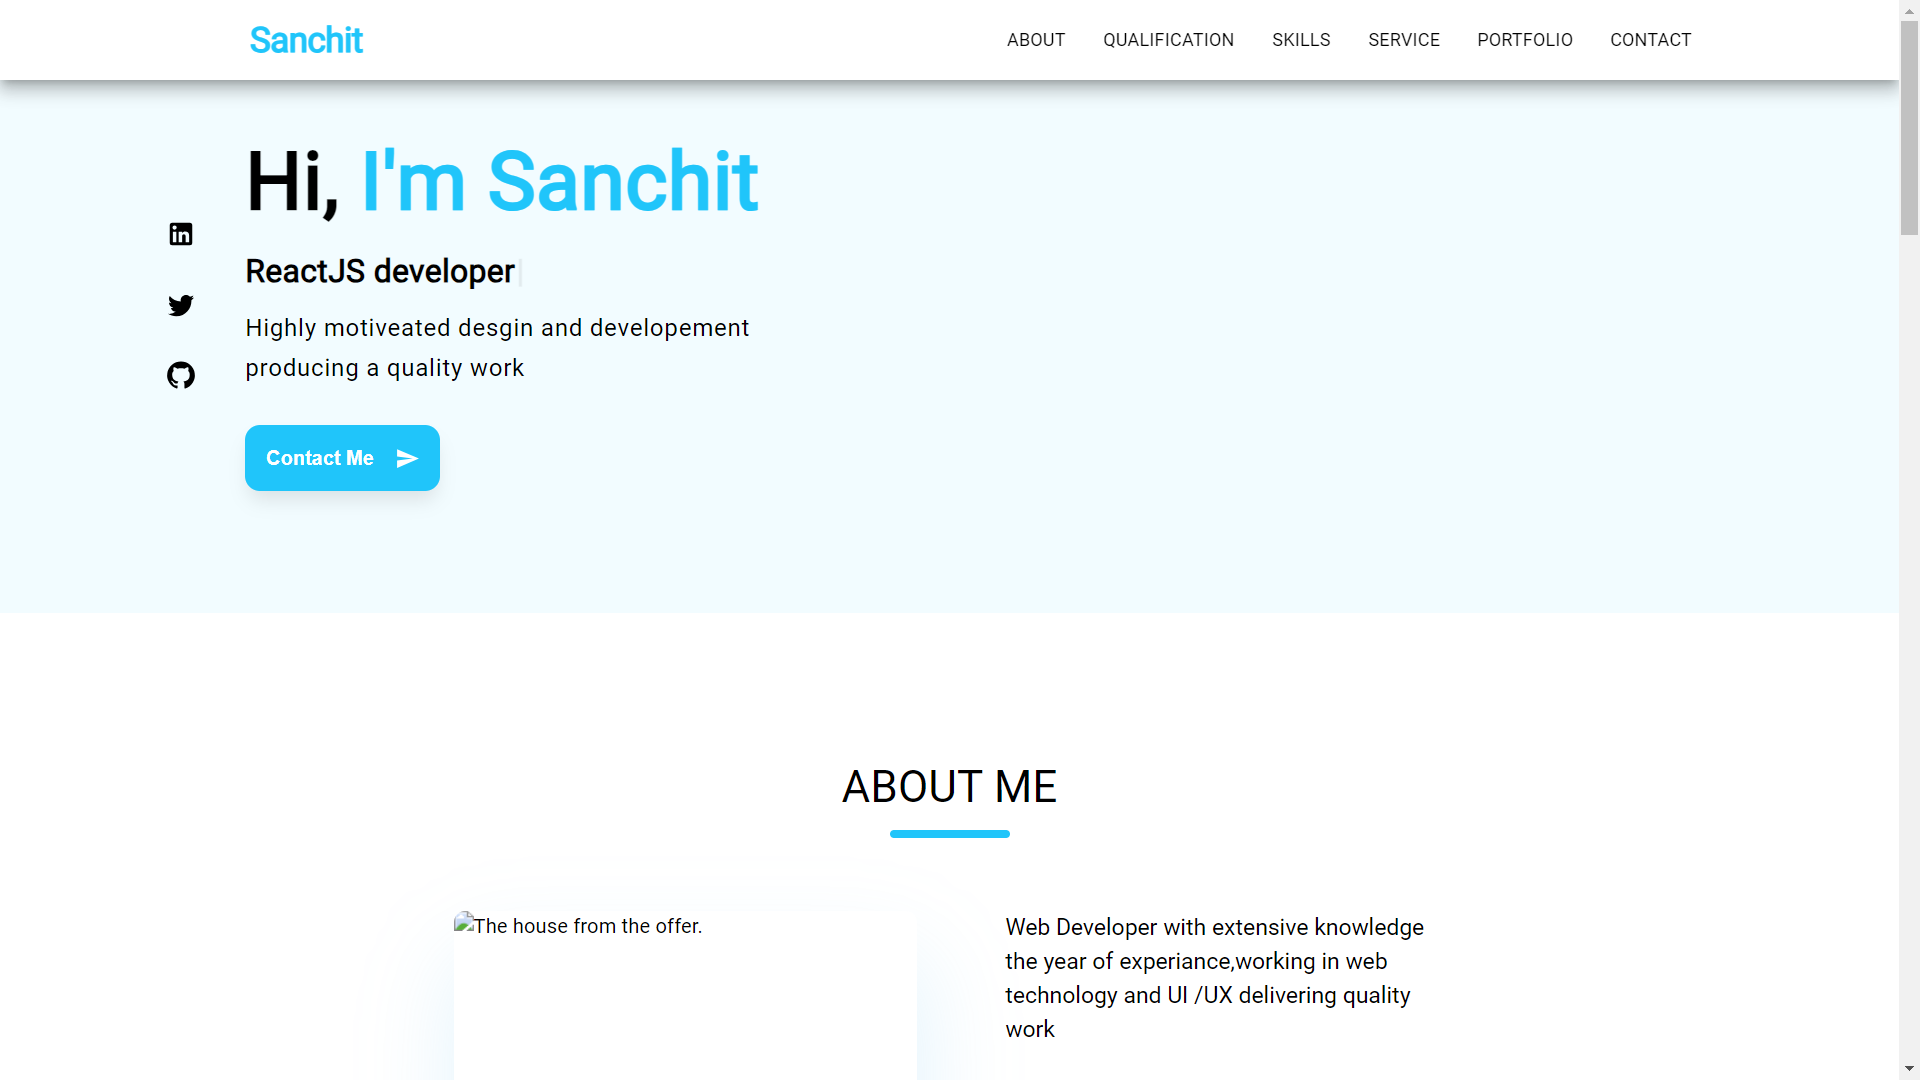 Sanchit
ABOUT QUALIFICATION SKILLS SERVICE PORTFOLIO CONTACT
Hi, I'm Sanchit
ReactJS developer
Highly motiveated desgin and developement
producing a quality work
Contact Me
ABOUT ME
The house from the offer.
Web Developer with extensive knowledge
the year of experiance,working in web
technology and UI /UX delivering quality
work